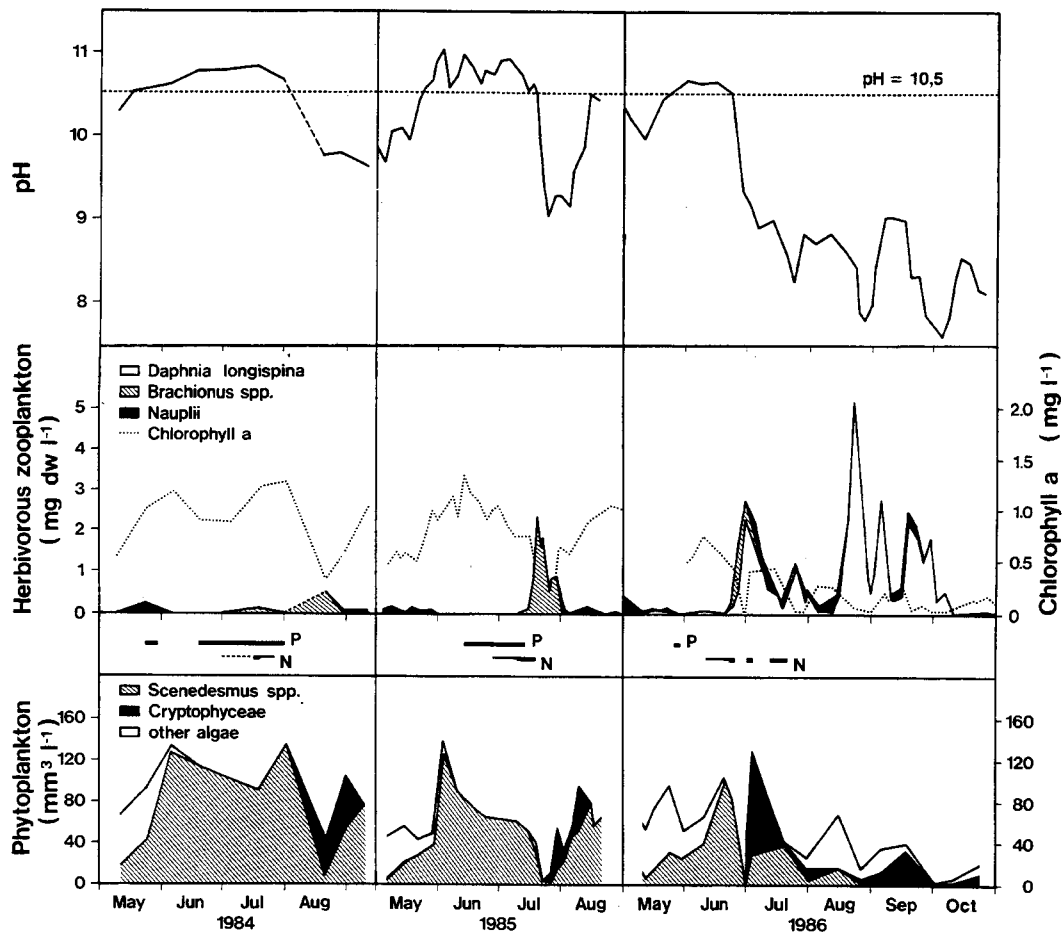 11
10
9
8
pH
pH = 10,5
Daphnia longispina
Brachionus spp.
Nauplii
Chlorophyll a
5
4
3
2
1
0
Herbivorous zooplankton
( mg dw l⁻¹)
2.0
1.5
1.0
0.5
0
Chlorophyll a ( mg l⁻¹)
P
N
P
N
P
N
Scenedesmus spp.
Cryptophyceae
other algae
160
120
80
40
0
Phytoplankton
(mm³ l⁻¹)
160
120
80
40
0
May Jun Jul Aug
1984
May Jun Jul Aug
1985
May Jun Jul Aug Sep Oct
1986